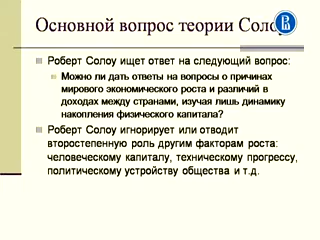 Основной вопрос теории Солоу
Роберт Солоу ищет ответ на следующий вопрос:
Можно ли дать ответы на вопросы о причинах
мирового экономического роста и различий в
доходах между странами, изучая лишь динамику
накопления физического капитала?
Роберт Солоу игнорирует или отводит
второстепенную роль другим факторам роста:
человеческому капиталу, техническому прогрессу,
политическому устройству общества и т.д.